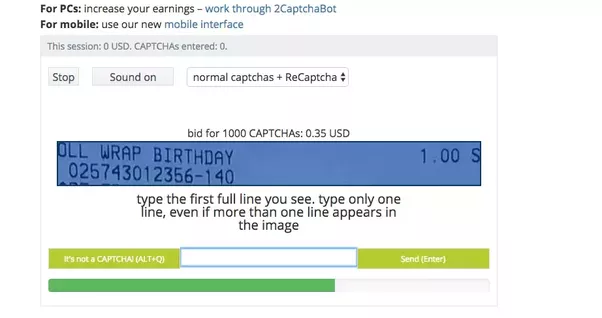 For PCs: increase your earnings – work through 2CaptchaBot
For mobile: use our new mobile interface
This session: 0 USD. CAPTCHAs entered: 0.
Stop
Sound on
normal captchas + ReCaptcha
bid for 1000 CAPTCHAs: 0.35 USD
OLL WRAP BIRTHDAY 1.00 S
025743012356-140
type the first full line you see. type only one
line, even if more than one line appears in
the image
It's not a CAPTCHA! (ALT+Q)
Send (Enter)